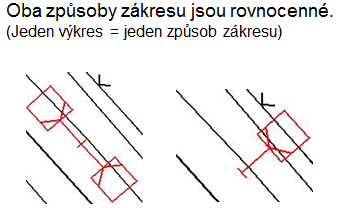 Oba způsoby zákresu jsou rovnocenné.
(Jeden výkres = jeden způsob zákresu)
K K